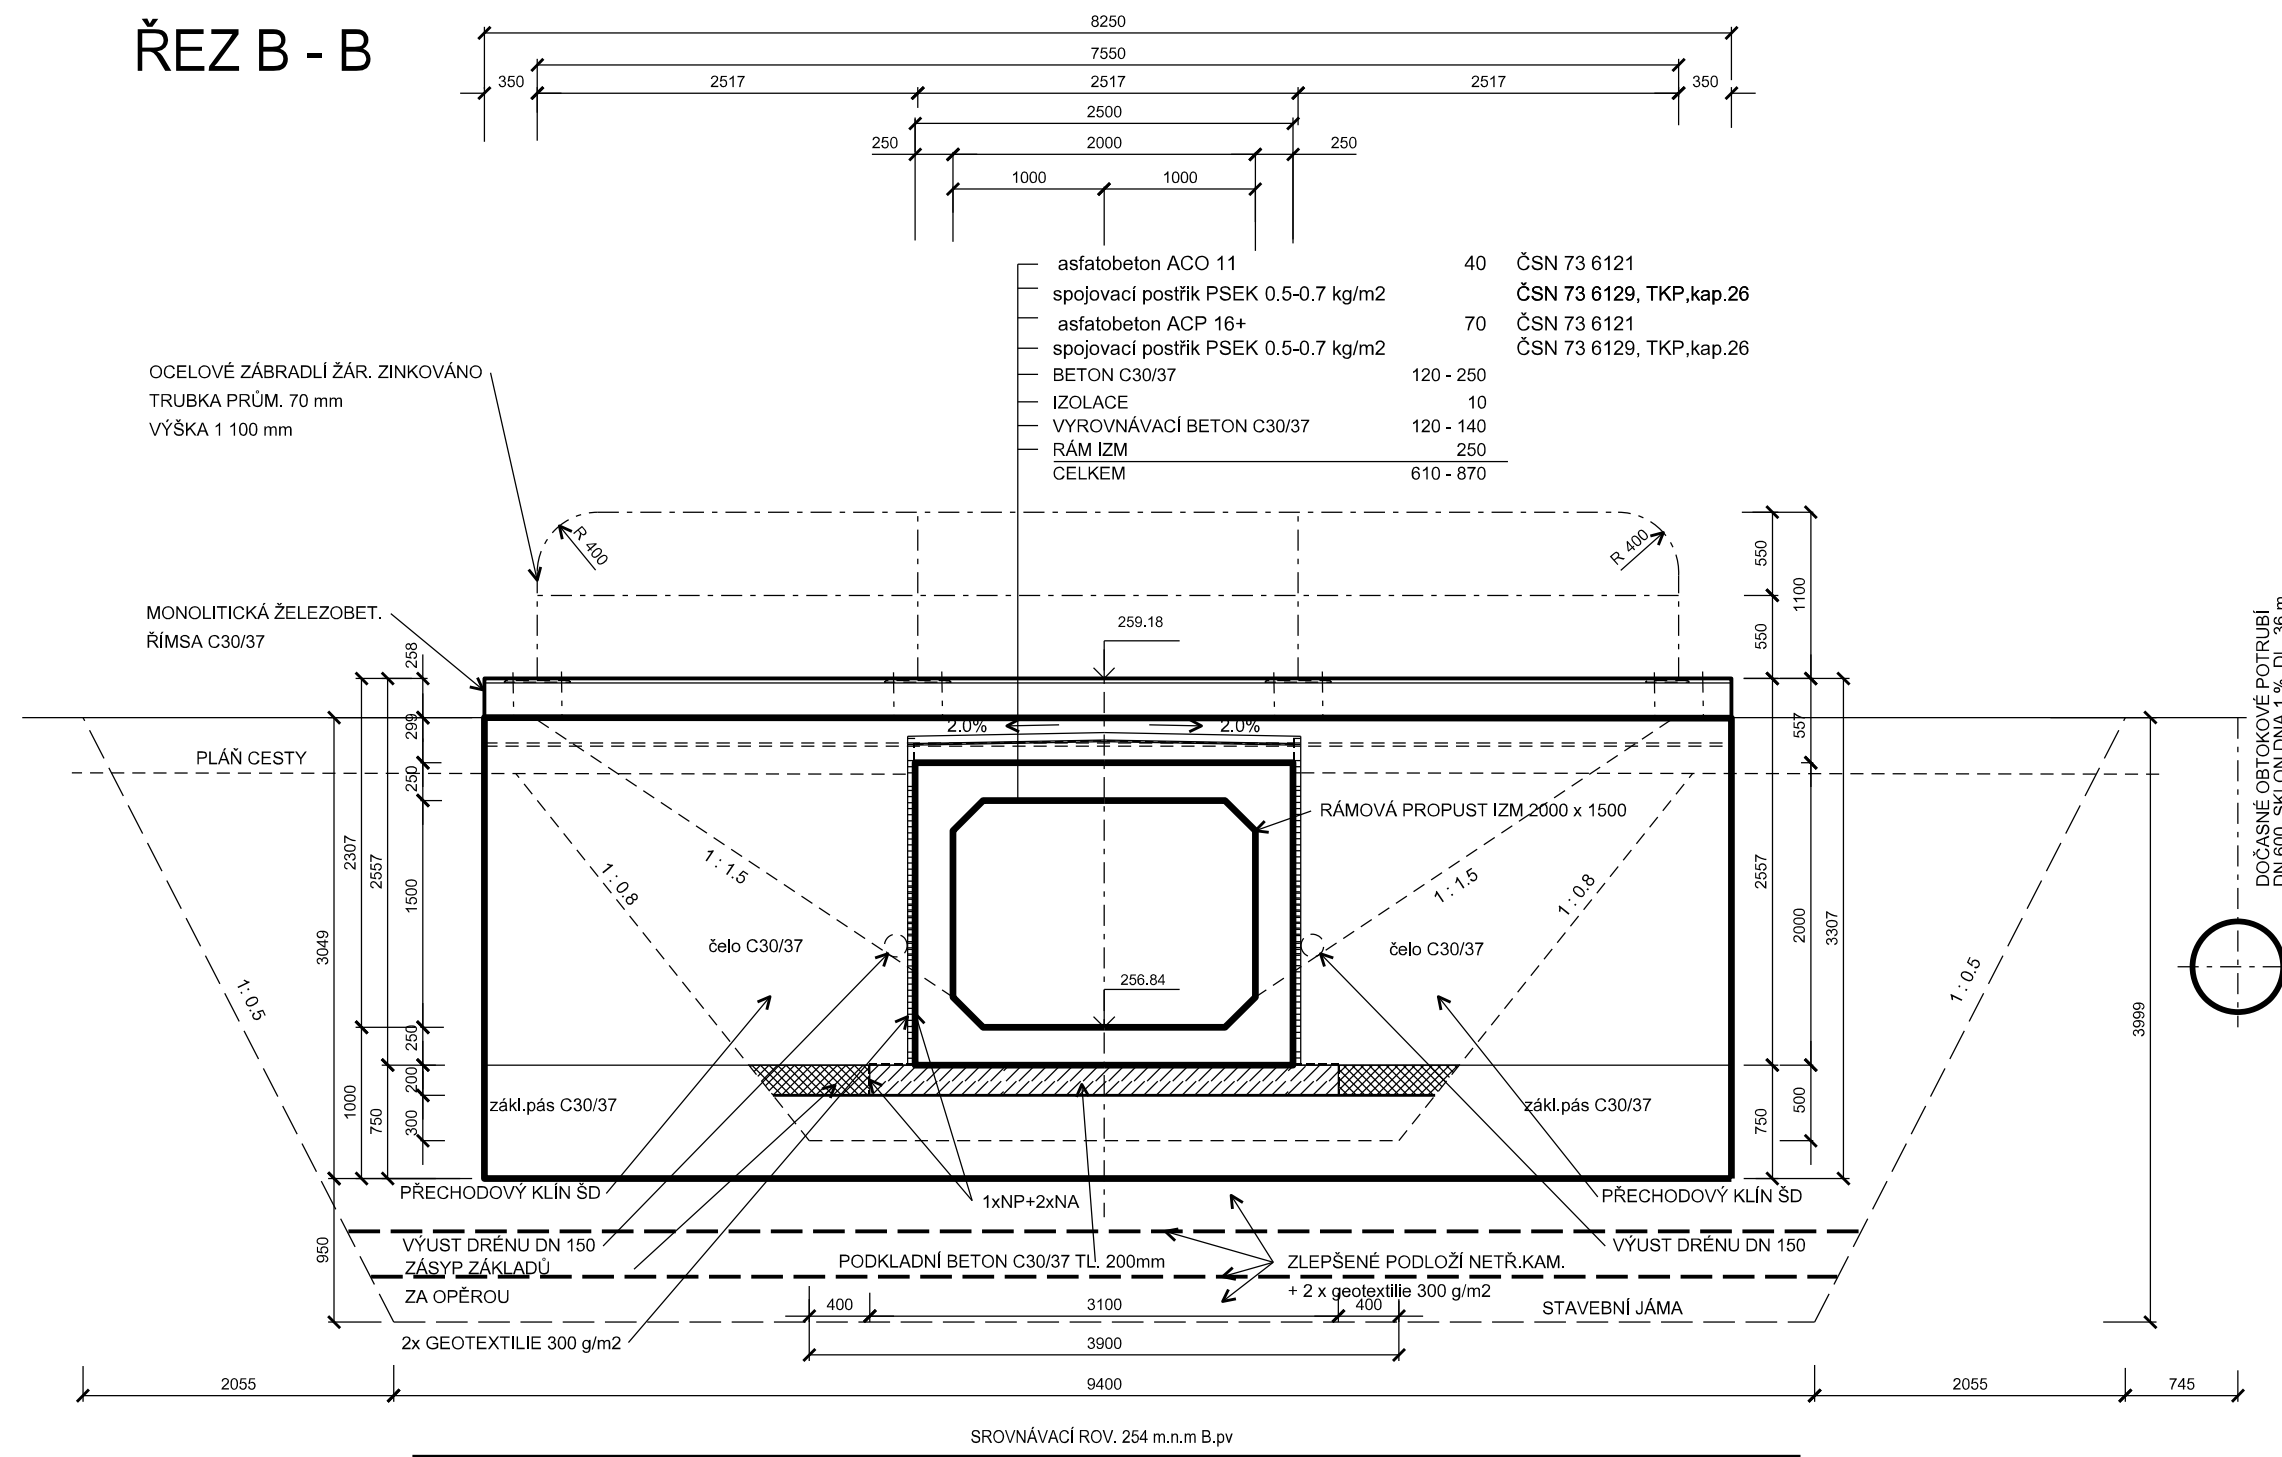 ŘEZ B - B
8250
7550
350
2517
2517
2517
350
2500
250
2000
250
1000
1000
asfatobeton ACO 11 40 ČSN 73 6121
spojovací postřik PSEK 0.5-0.7 kg/m2 ČSN 73 6129, TKP,kap.26
asfatobeton ACP 16+ 70 ČSN 73 6121
spojovací postřik PSEK 0.5-0.7 kg/m2 ČSN 73 6129, TKP,kap.26
BETON C30/37 120 - 250
IZOLACE 10
VYROVNÁVACÍ BETON C30/37 120 - 140
RÁM IZM 250
CELKEM 610 - 870
OCELOVÉ ZÁBRADLÍ ŽÁR. ZINKOVÁNO
TRUBKA PRŮM. 70 mm
VÝŠKA 1 100 mm
R 400
R 400
550
550
1100
MONOLITICKÁ ŽELEZOBET.
ŘÍMSA C30/37
259.18
258
299
250
1500
250
200
300
2307
2557
3049
1000
750
950
2.0%
2.0%
PLÁŇ CESTY
RÁMOVÁ PROPUST IZM 2000 x 1500
1 : 1.5
1 : 0.8
1 : 1.5
1 : 0.8
1: 0.5
1: 0.5
čelo C30/37
čelo C30/37
256.84
557
2557
2000
3307
750
500
3999
DOČASNÉ OBTOKOVÉ POTRUBÍ
DN 600, SKLON DNA 1 %, DL. 36 m
zákl.pás C30/37
zákl.pás C30/37
PŘECHODOVÝ KLÍN ŠD
1xNP+2xNA
PŘECHODOVÝ KLÍN ŠD
VÝUST DRÉNU DN 150
VÝUST DRÉNU DN 150
ZÁSYP ZÁKLADŮ
ZA OPĚROU
PODKLADNÍ BETON C30/37 TL. 200mm
ZLEPŠENÉ PODLOŽÍ NETŘ.KAM.
+ 2 x geotextilie 300 g/m2
STAVEBNÍ JÁMA
2x GEOTEXTILIE 300 g/m2
400
3100
400
3900
2055
9400
2055
745
SROVNÁVACÍ ROV. 254 m.n.m B.pv